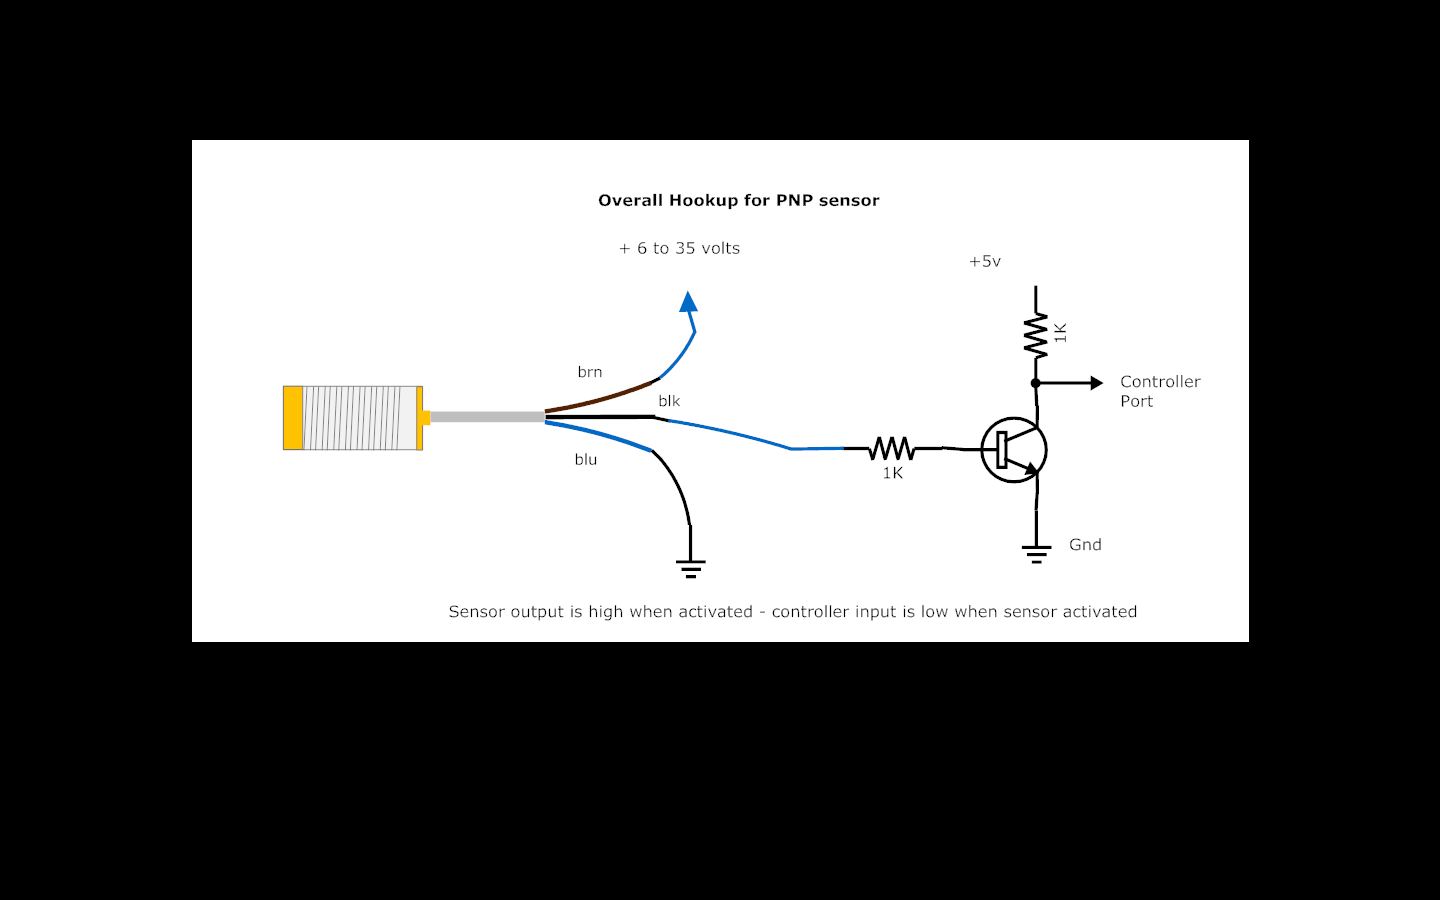 Overall Hookup for PNP sensor
+ 6 to 35 volts
+5v
1K
brn
Controller
Port
blk
blu
1K
Gnd
Sensor output is high when activated - controller input is low when sensor activated